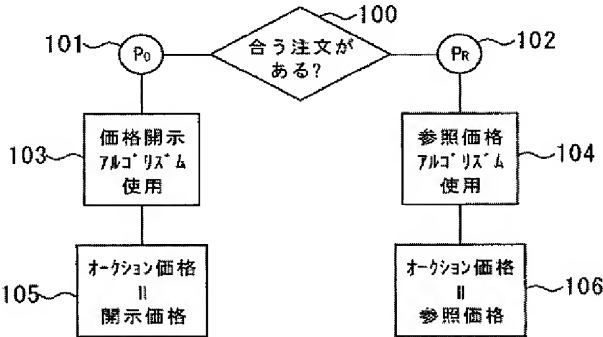 100
101
P₀
合う注文が
ある?
P_R
102
103
価格開示
アルゴリズム
使用
参照価格
アルゴリズム
使用
104
105
オークション価格
॥
開示価格
オークション価格
॥
参照価格
106